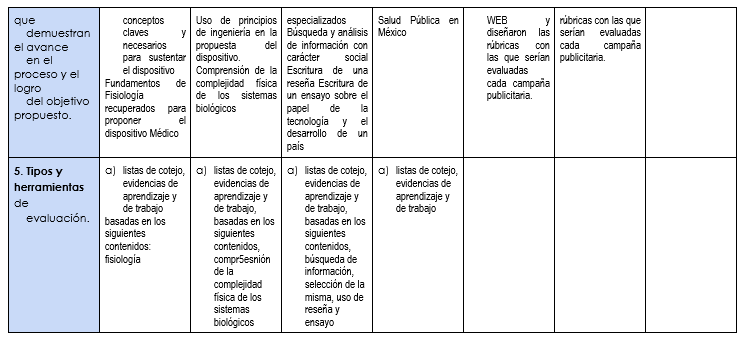 que
demuestran
el avance
en el
proceso y el
logro
del objetivo
propuesto.
conceptos
claves y
necesarios
para sustentar
el dispositivo
Fundamentos de
Fisiología
recuperados para
proponer el
dispositivo Médico
Uso de principios
de ingeniería en la
propuesta del
dispositivo.
Comprensión de la
complejidad física
de los sistemas
biológicos
especializados
Búsqueda y análisis
de información con
carácter social
Escritura de una
reseña Escritura de
un ensayo sobre el
papel de la
tecnología y el
desarrollo de un
país
Salud Pública en
México
WEB y
diseñaron las
rúbricas con
las que serían
evaluadas
cada campaña
publicitaria.
rúbricas con las que
serían evaluadas
cada campaña
publicitaria.
5. Tipos y
herramientas
de
evaluación.
a) listas de cotejo,
evidencias de
aprendizaje y
de trabajo
basadas en los
siguientes
contenidos:
fisiología
a) listas de cotejo,
evidencias de
aprendizaje y
de trabajo,
basadas en los
siguientes
contenidos,
compr5esnión
de la
complejidad
física de los
sistemas
biológicos
a) listas de cotejo,
evidencias de
aprendizaje y
de trabajo,
basadas en los
siguientes
contenidos,
búsqueda de
información,
selección de la
misma, uso de
reseña y
ensayo
a) listas de cotejo,
evidencias de
aprendizaje y
de trabajo